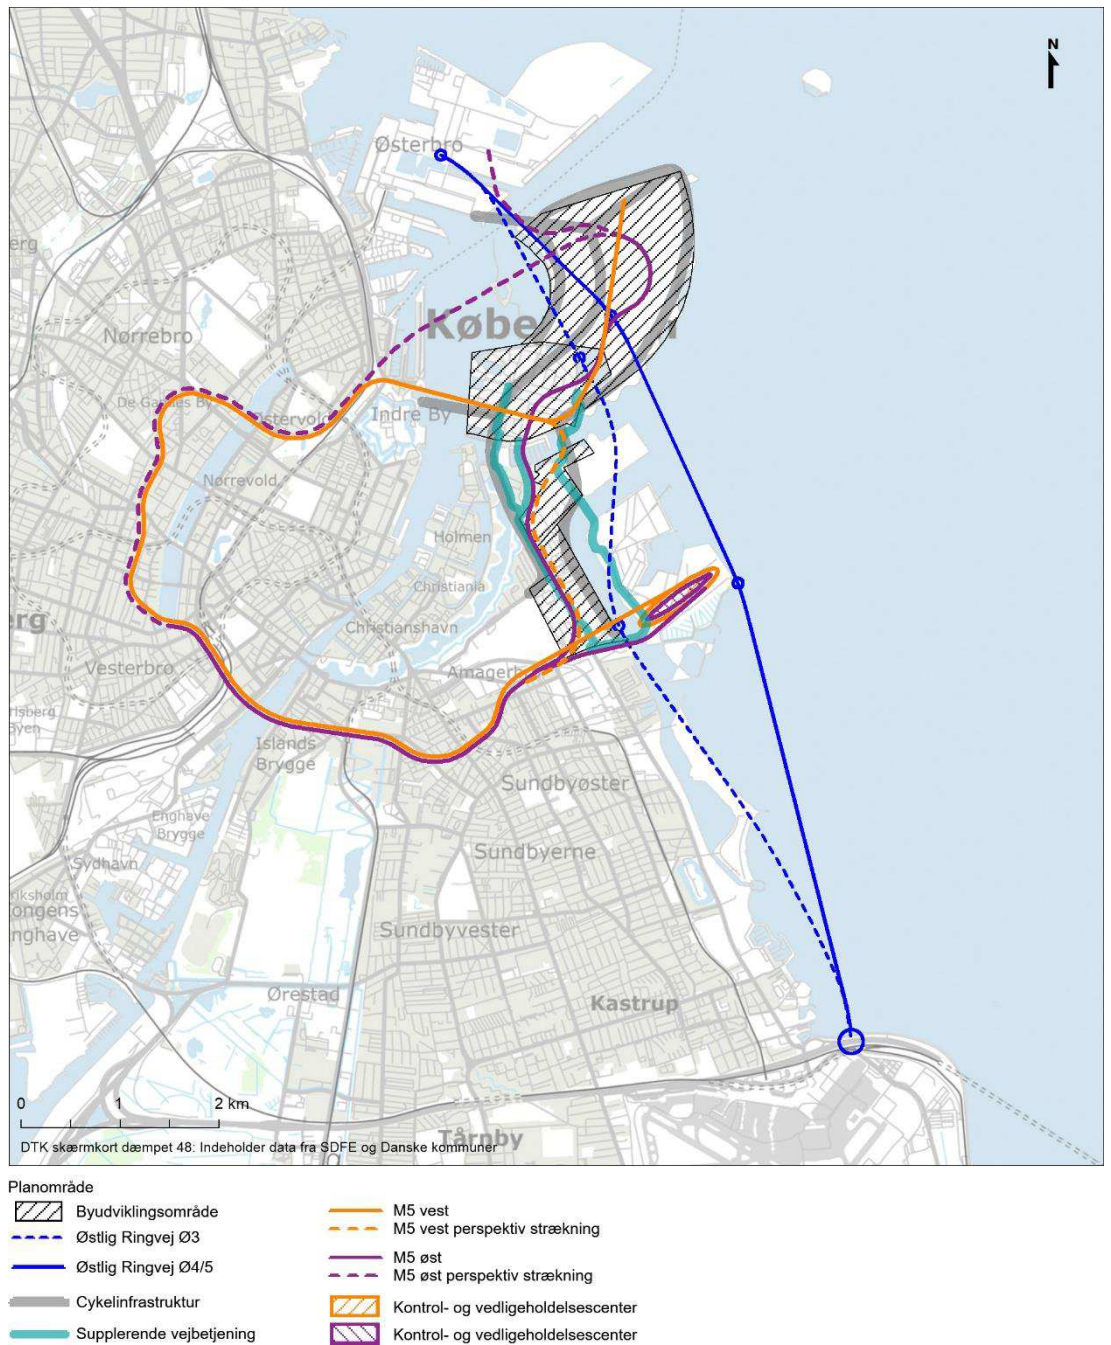 N
Østerbro
Nørrebro
De Gamles By
Østervold
Indre By
Nørrevold
Holmen
Christiania
Christianshavn
erg
Vesterbro
Islands
Brygge
Enghave
Brygge
Sydhavn
Sundbyøster
Sundbyerne
Sundbyvester
Ørestad
Kastrup
Tårnby
0 1 2 km
DTK skærmkort dæmpet 48: Indeholder data fra SDFE og Danske kommuner
Planområde
Byudviklingsområde
Østlig Ringvej Ø3
Østlig Ringvej Ø4/5
Cykelinfrastruktur
Supplerende vejbetjening
M5 vest
M5 vest perspektiv strækning
M5 øst
M5 øst perspektiv strækning
Kontrol- og vedligeholdelsescenter
Kontrol- og vedligeholdelsescenter